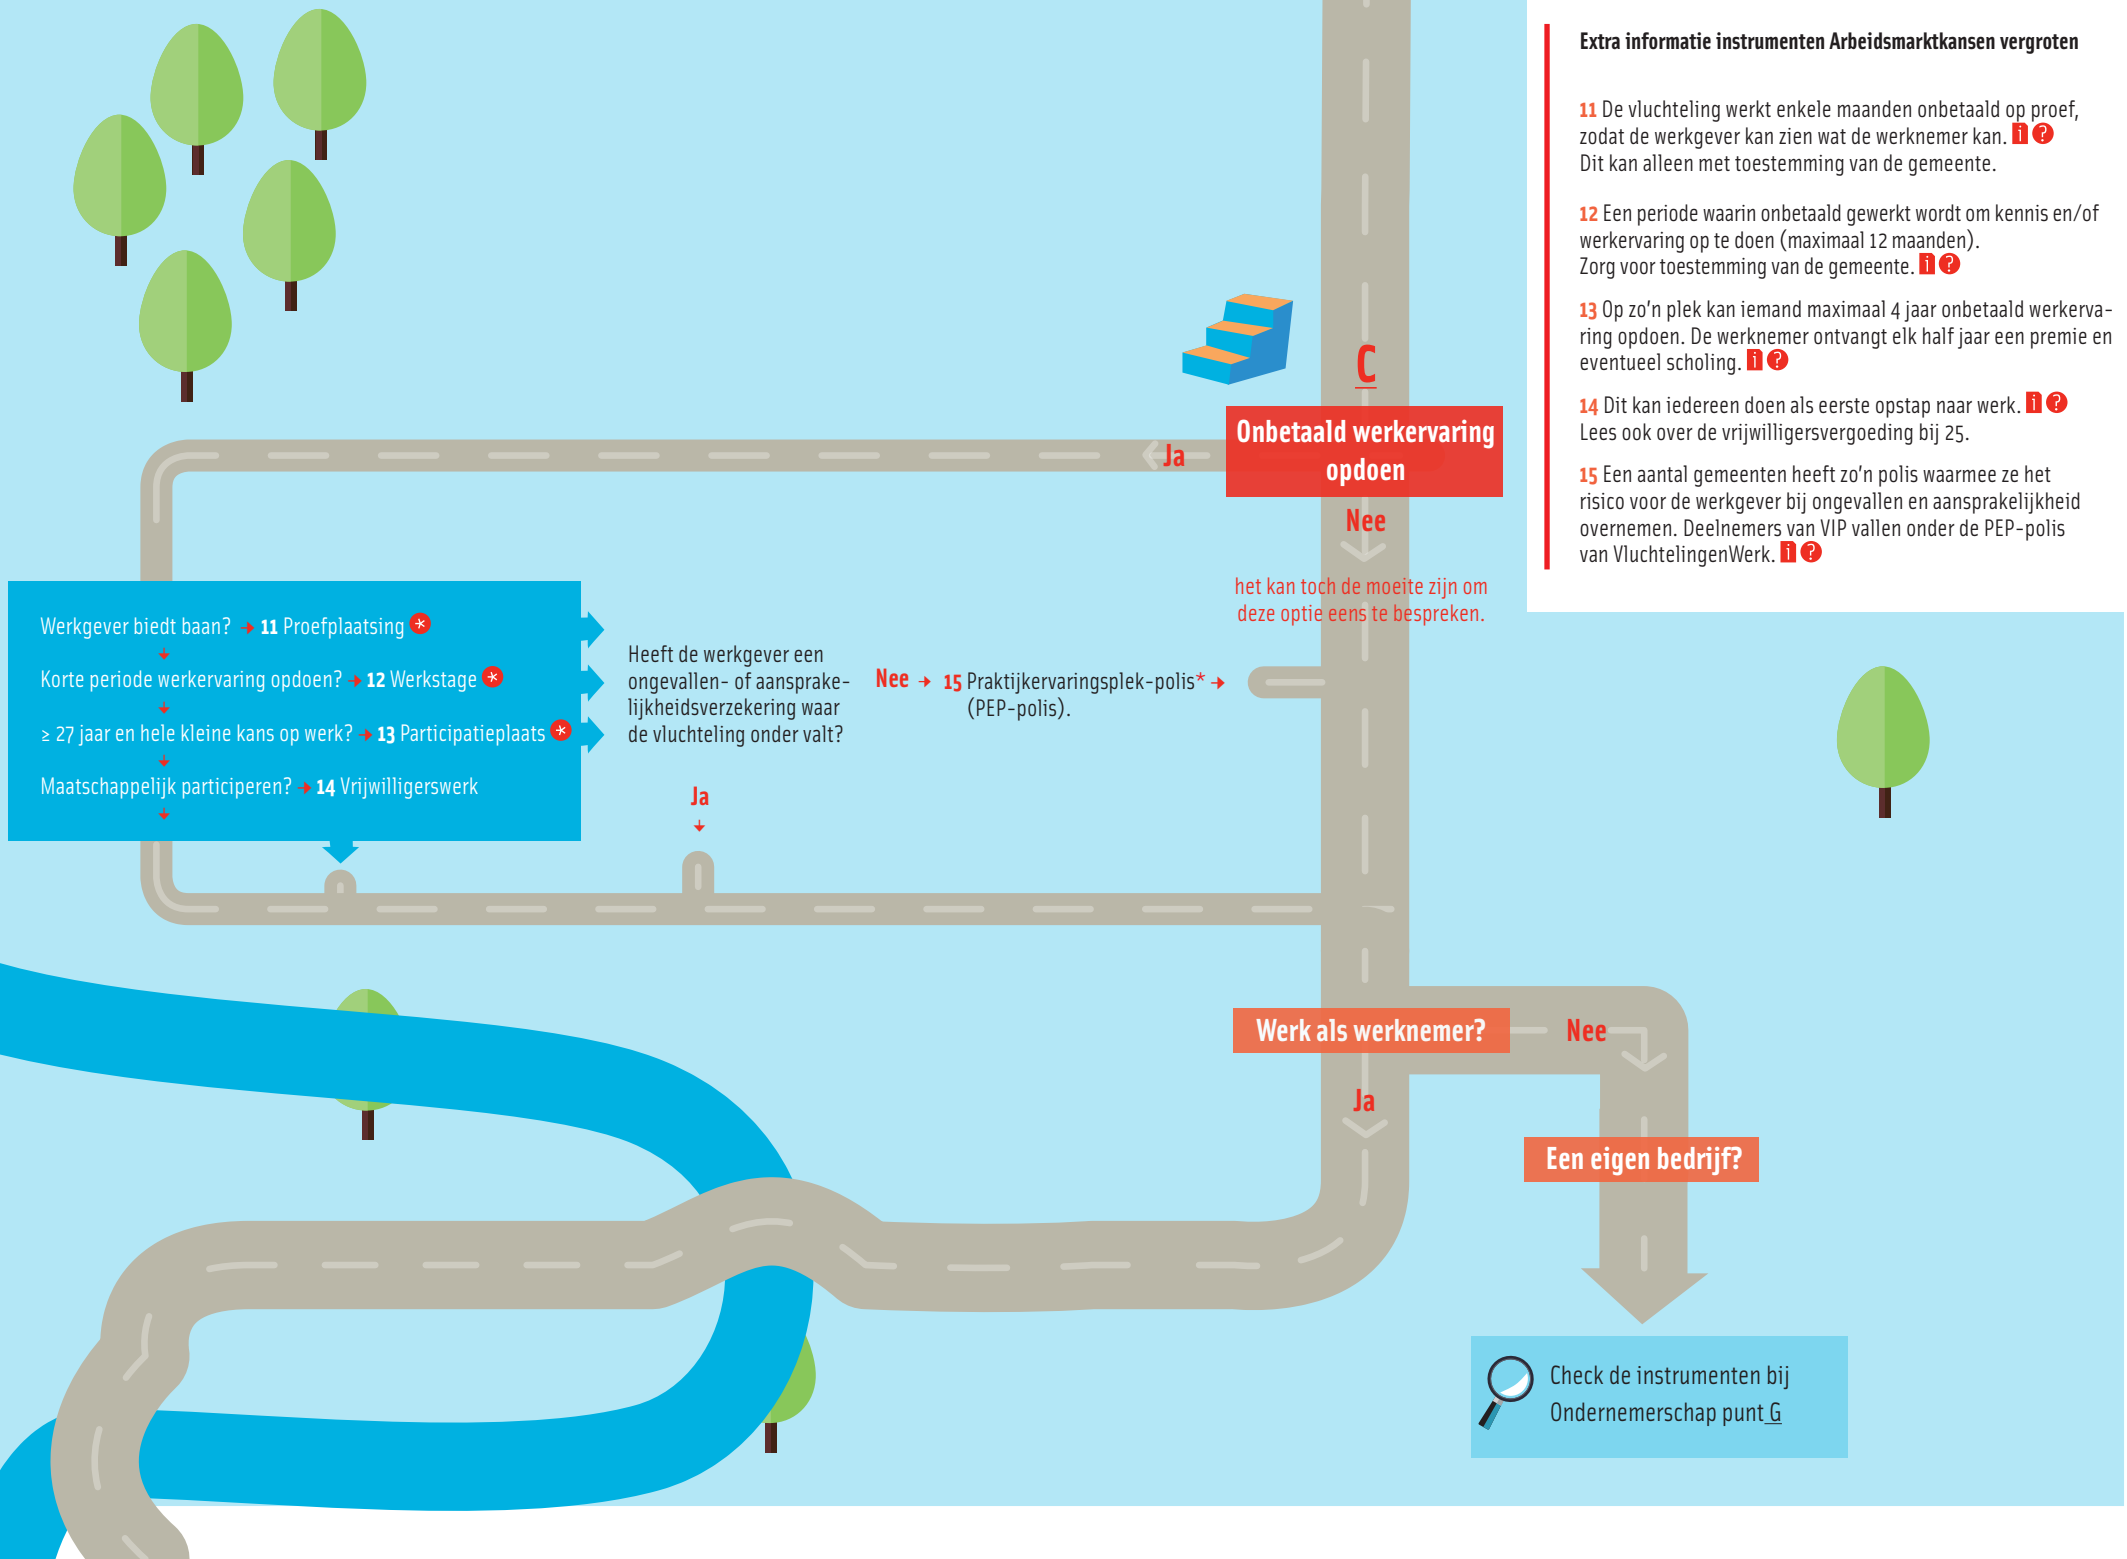 Extra informatie instrumenten Arbeidsmarktkansen vergroten
11 De vluchteling werkt enkele maanden onbetaald op proef,
zodat de werkgever kan zien wat de werknemer kan. i ?
Dit kan alleen met toestemming van de gemeente.
12 Een periode waarin onbetaald gewerkt wordt om kennis en/of
werkervaring op te doen (maximaal 12 maanden).
Zorg voor toestemming van de gemeente. i ?
13 Op zo'n plek kan iemand maximaal 4 jaar onbetaald werkerva-
ring opdoen. De werknemer ontvangt elk half jaar een premie en
eventueel scholing. i ?
14 Dit kan iedereen doen als eerste opstap naar werk. i ?
Lees ook over de vrijwilligersvergoeding bij 25.
15 Een aantal gemeenten heeft zo'n polis waarmee ze het
risico voor de werkgever bij ongevallen en aansprakelijkheid
overnemen. Deelnemers van VIP vallen onder de PEP-polis
van VluchtelingenWerk. i ?
C
Onbetaald werkervaring
opdoen
Ja
Nee
het kan toch de moeite zijn om
deze optie eens te bespreken.
Werkgever biedt baan? → 11 Proefplaatsing *
Korte periode werkervaring opdoen? → 12 Werkstage *
≥ 27 jaar en hele kleine kans op werk? → 13 Participatieplaats *
Maatschappelijk participeren? → 14 Vrijwilligerswerk
Heeft de werkgever een
ongevallen- of aansprake-
lijkheidsverzekering waar
de vluchteling onder valt?
Nee → 15 Praktijkervaringsplek-polis* →
(PEP-polis).
Ja
Werk als werknemer?
Nee
Ja
Een eigen bedrijf?
Check de instrumenten bij
Ondernemerschap punt G